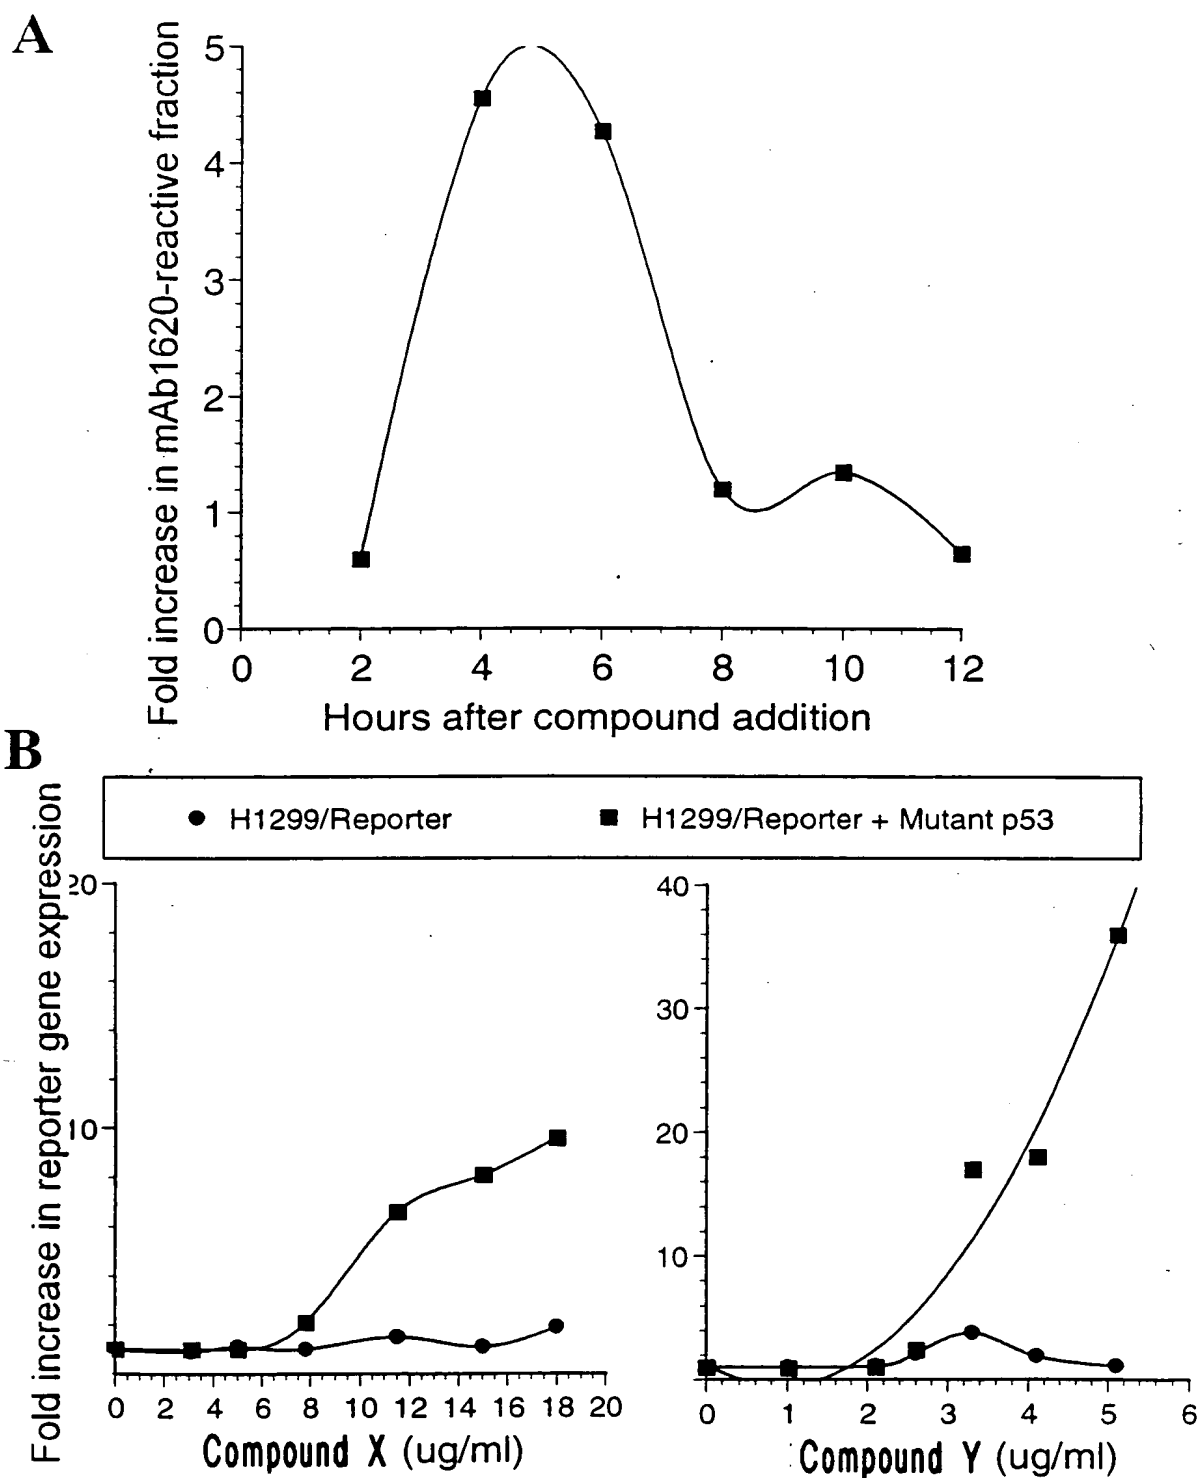 A
Fold increase in mAb1620-reactive fraction
5
4
3
2
1
0
0 2 4 6 8 10 12
Hours after compound addition
B
H1299/Reporter H1299/Reporter + Mutant p53
Fold increase in reporter gene expression
20
10
0 2 4 6 8 10 12 14 16 18 20
Compound X (ug/ml)
40
30
20
10
0 1 2 3 4 5 6
Compound Y (ug/ml)